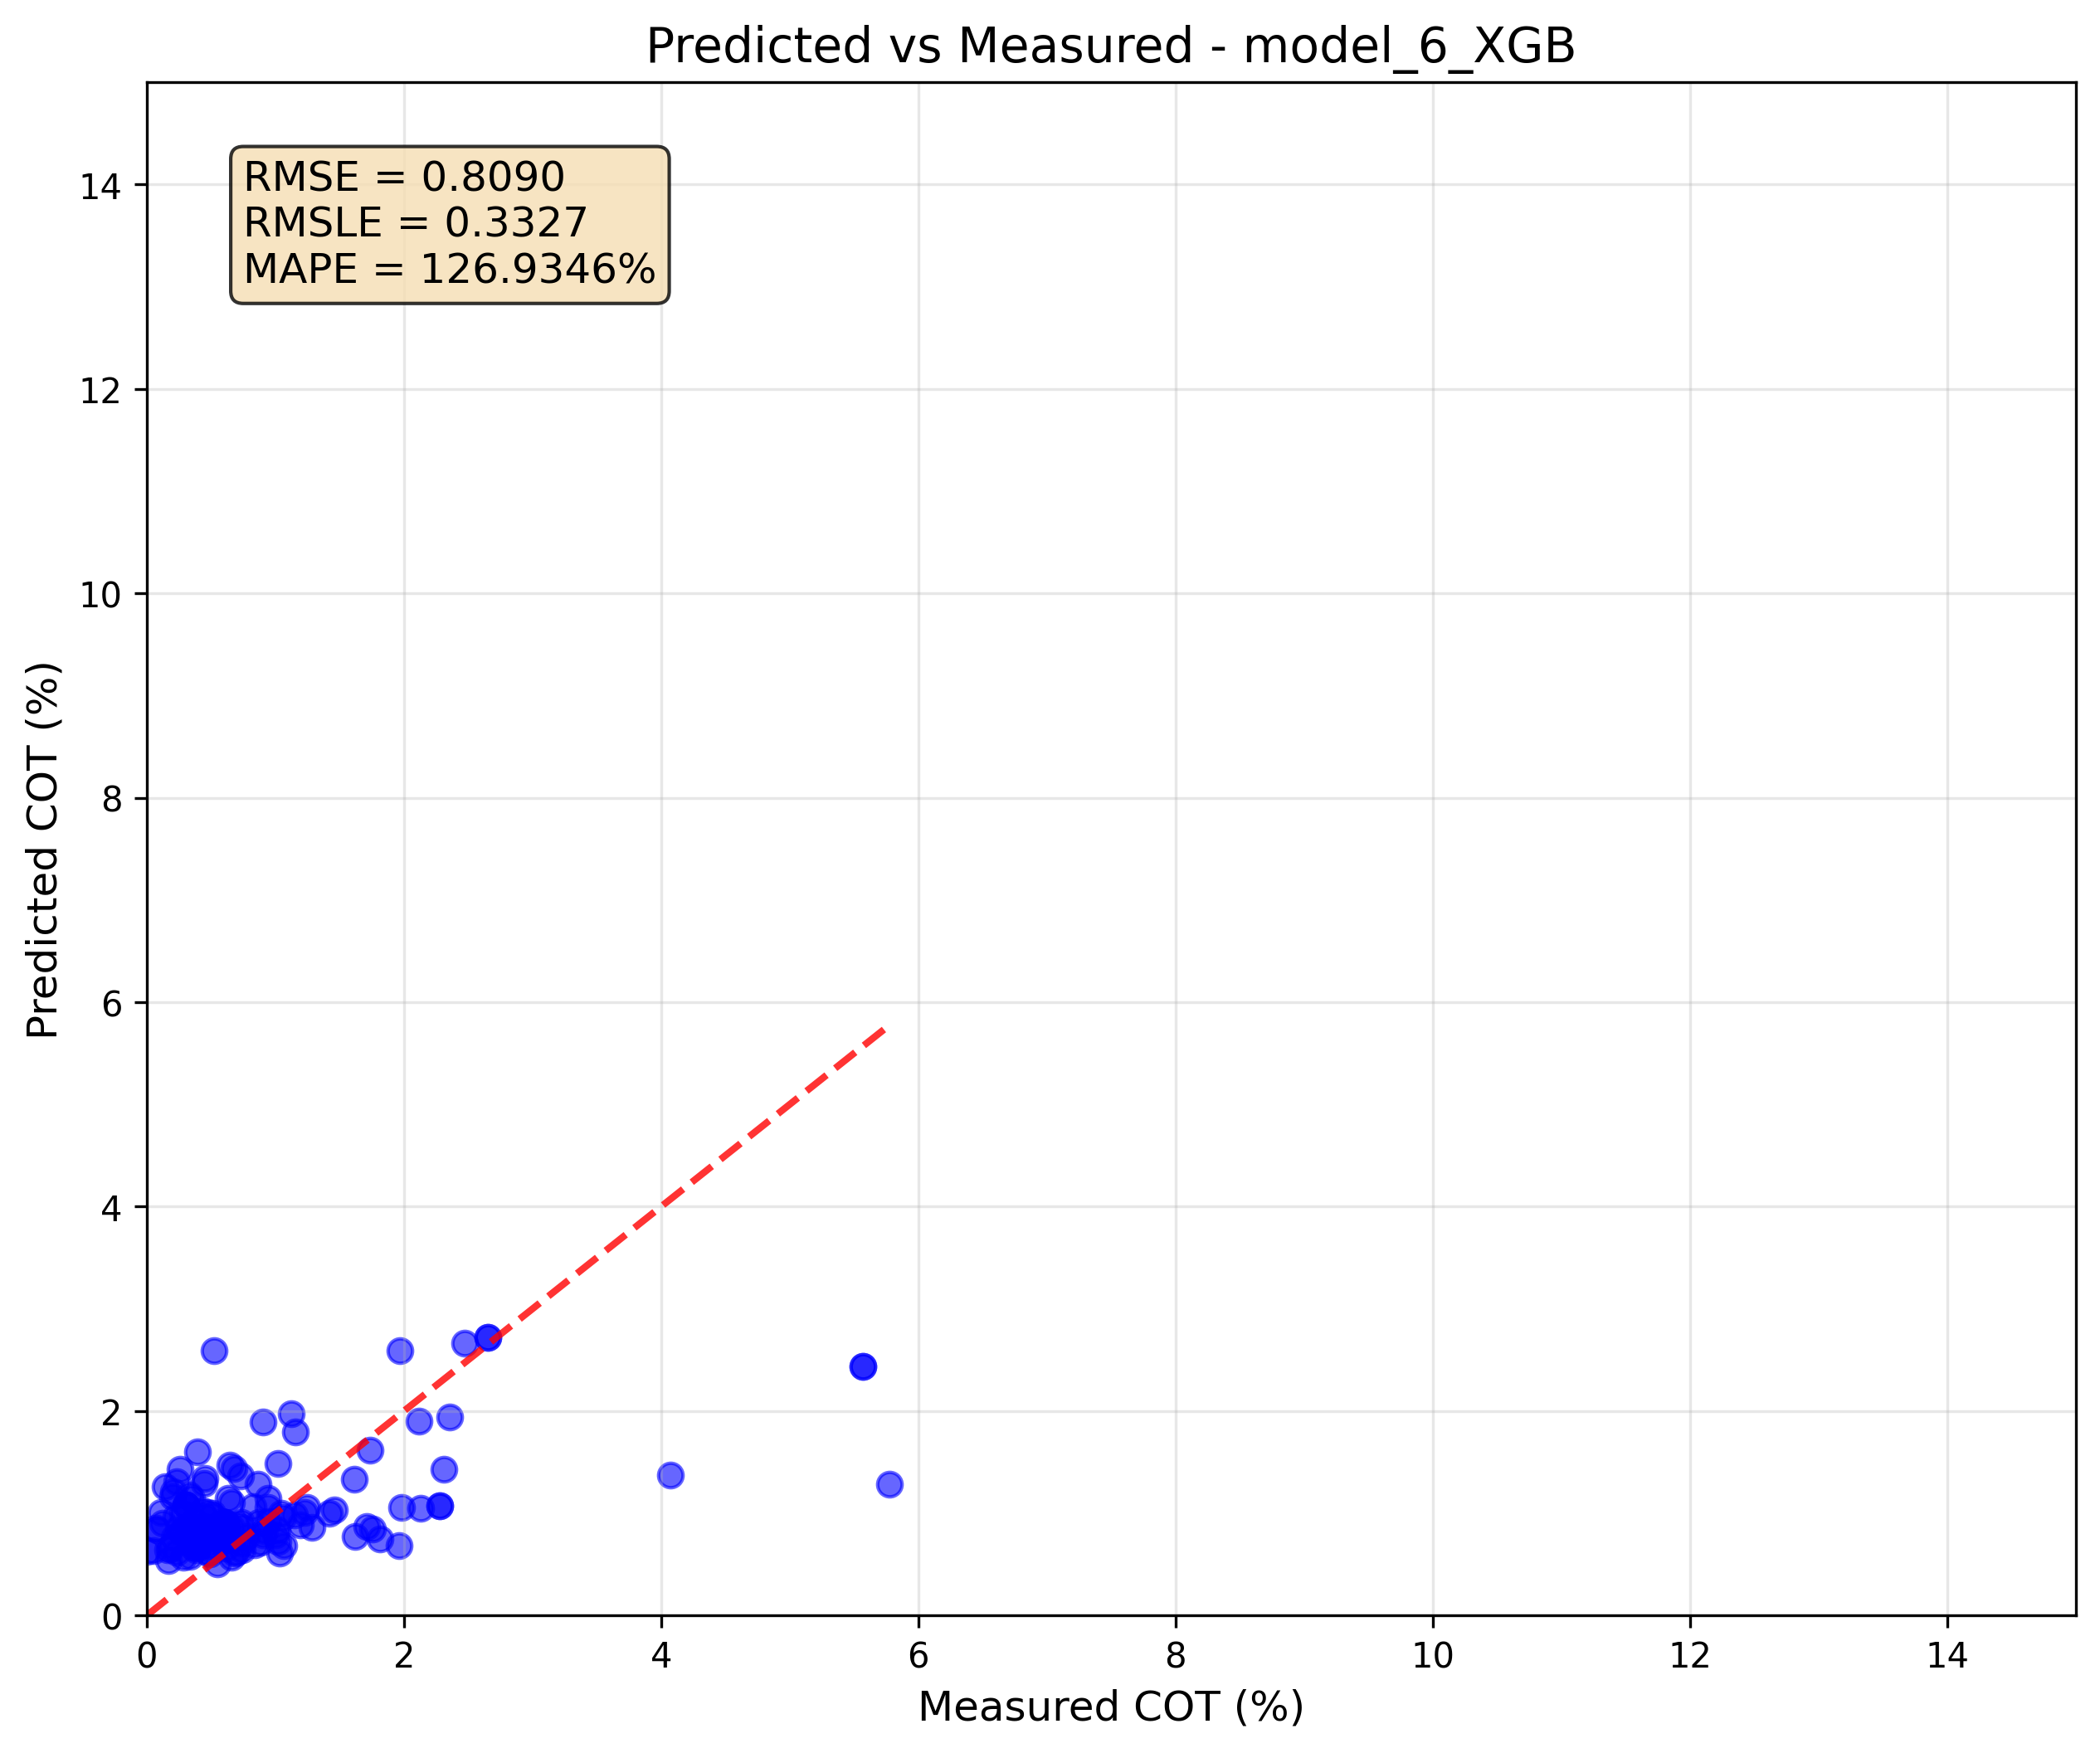 Predicted vs Measured - model_6_XGB
RMSE = 0.8090
RMSLE = 0.3327
MAPE = 126.9346%
Predicted COT (%)
14
12
10
8
6
4
2
0
0 2 4 6 8 10 12 14
Measured COT (%)